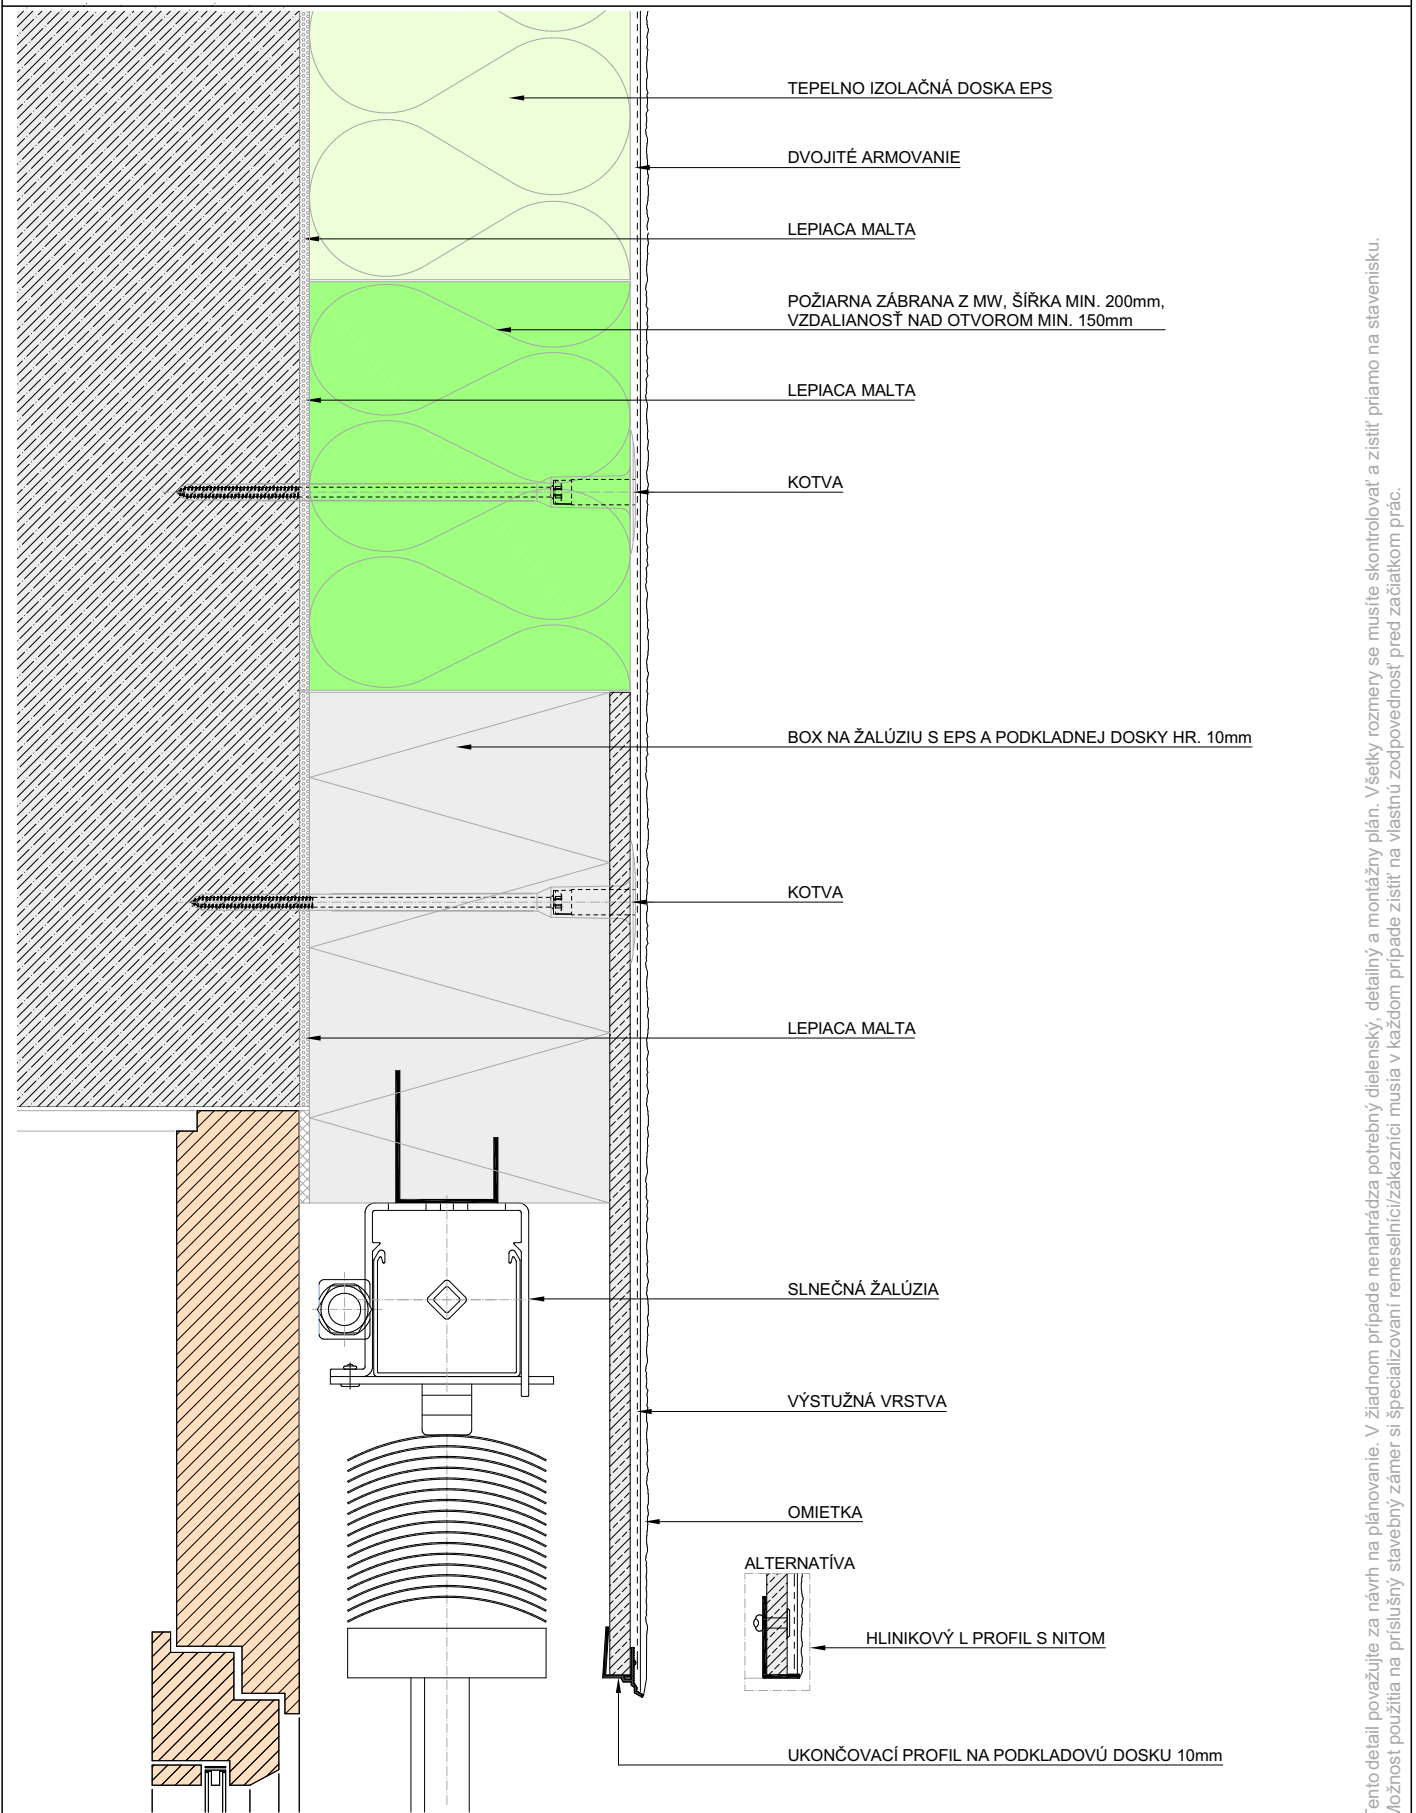 TEPELNO IZOLAČNÁ DOSKA EPS
DVOJITÉ ARMOVANIE
LEPIACA MALTA
POŽIARNA ZÁBRANA Z MW, ŠÍŘKA MIN. 200mm,
VZDALIANOSŤ NAD OTVOROM MIN. 150mm
LEPIACA MALTA
KOTVA
BOX NA ŽALÚZIU S EPS A PODKLADNEJ DOSKY HR. 10mm
KOTVA
LEPIACA MALTA
SLNEČNÁ ŽALÚZIA
VÝSTUŽNÁ VRSTVA
OMIETKA
ALTERNATÍVA
HLINIKOVÝ L PROFIL S NITOM
UKONČOVACÍ PROFIL NA PODKLADOVÚ DOSKU 10mm
Tento detail považujte za návrh na plánovanie. V žiadnom prípade nenahrádza potrebný dielenský, detailný a montážny plán. Všetky rozmery se musíte skontrolovať a zistiť priamo na stavenisku.
Možnost použitia na príslušný stavebný zámer si špecializovaní remeselníci/zákazníci musia v každom prípade zistiť na vlastnú zodpovednosť pred začiatkom prác.